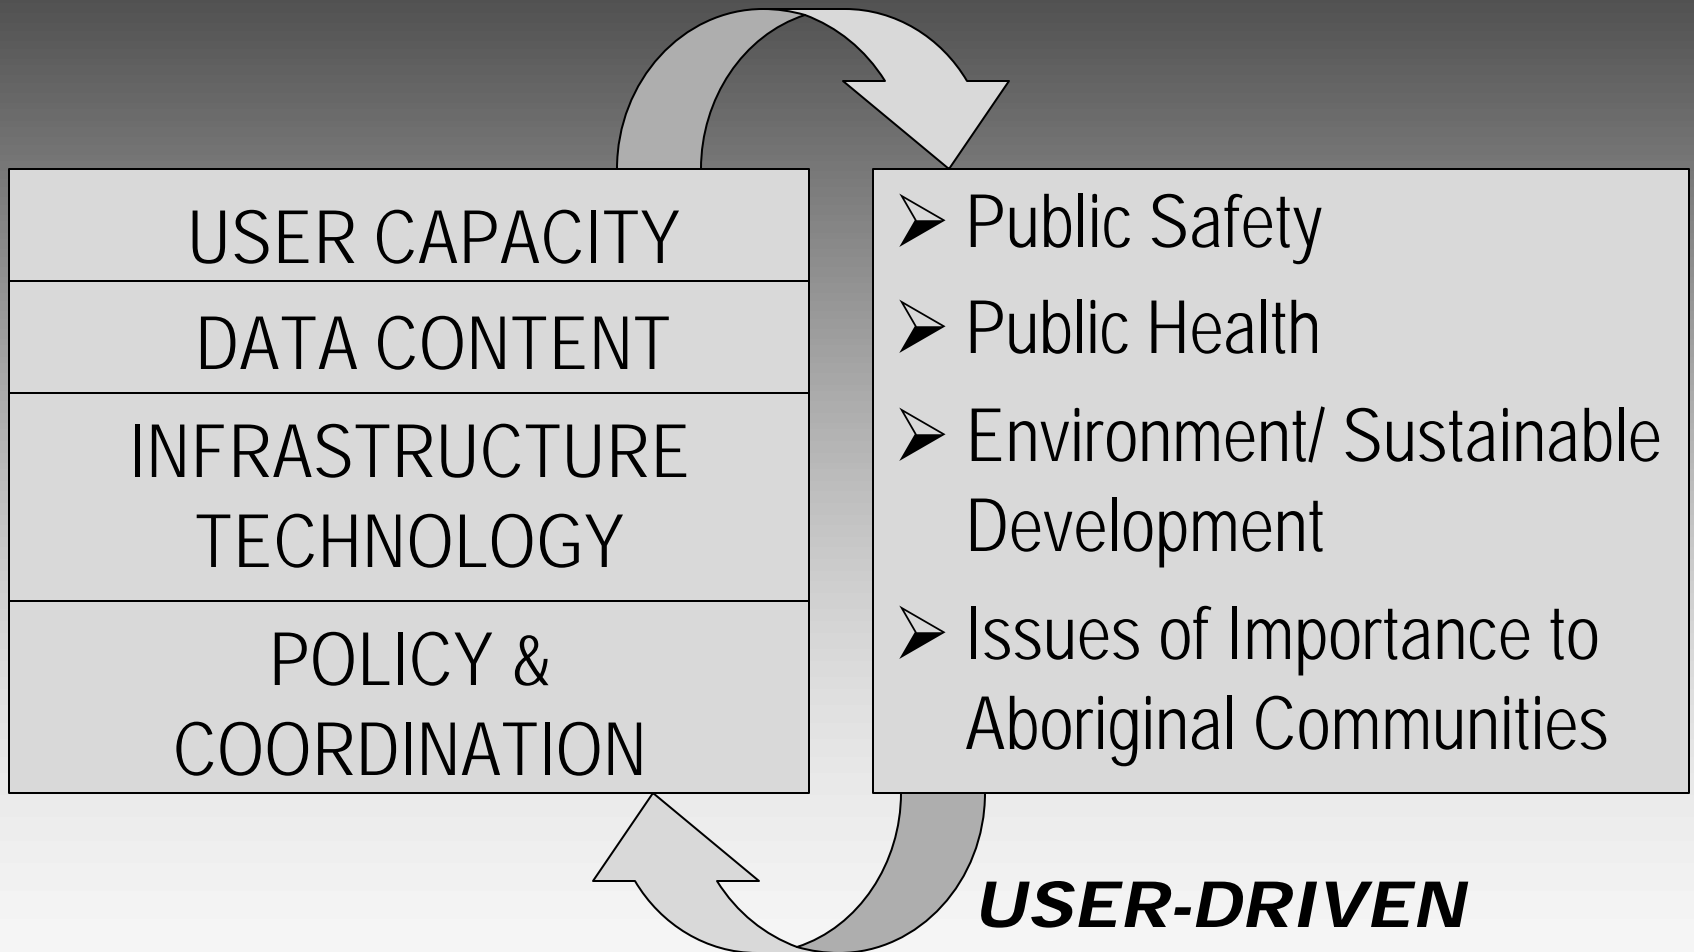 USER CAPACITY
DATA CONTENT
INFRASTRUCTURE
TECHNOLOGY
POLICY &
COORDINATION
➢ Public Safety
➢ Public Health
➢ Environment/ Sustainable
Development
➢ Issues of Importance to
Aboriginal Communities
USER-DRIVEN